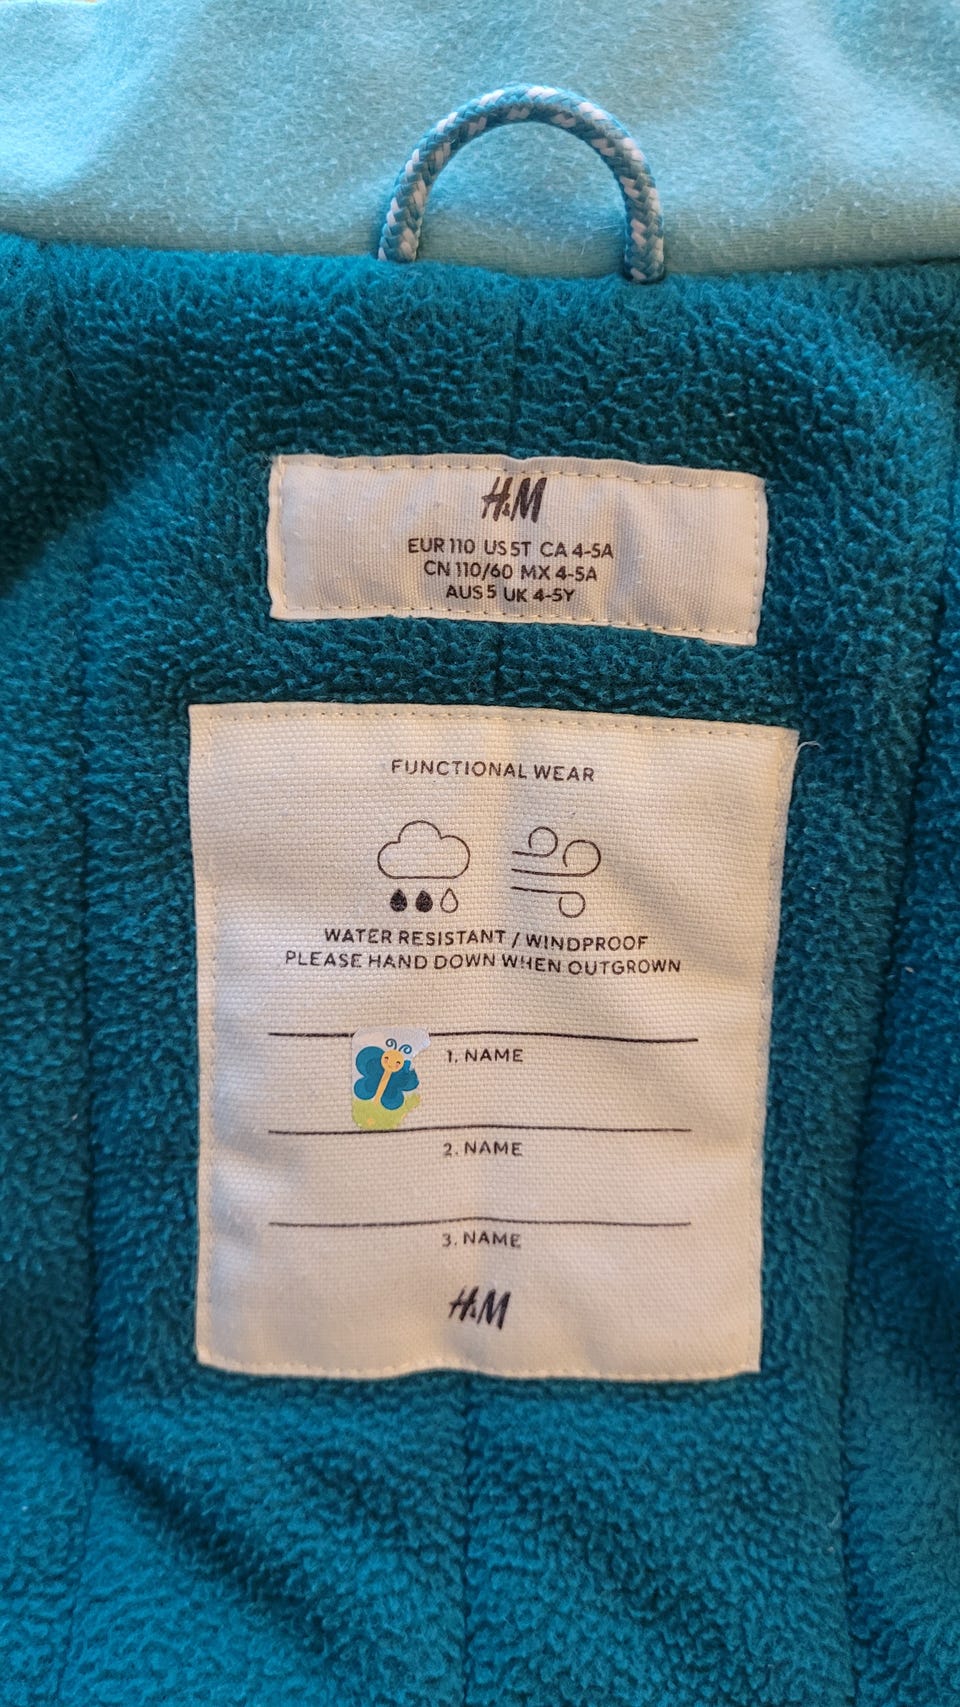 H&M
EUR 110 US 5T CA 4-5A
CN 110/60 MX 4-5A
AUS 5 UK 4-5Y
FUNCTIONAL WEAR
WATER RESISTANT / WINDPROOF
PLEASE HAND DOWN WHEN OUTGROWN
1. NAME
2. NAME
3. NAME
H&M